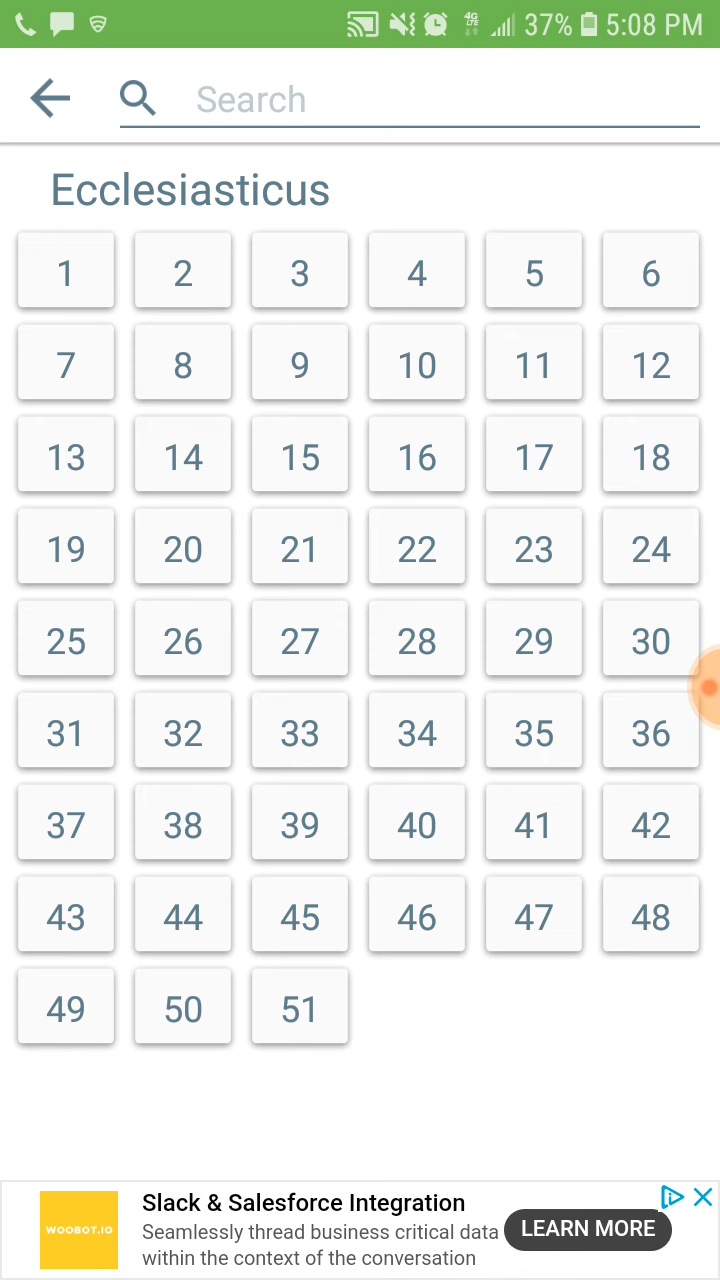 4G LTE 37% 5:08 PM
Search
Ecclesiasticus
1 2 3 4 5 6
7 8 9 10 11 12
13 14 15 16 17 18
19 20 21 22 23 24
25 26 27 28 29 30
31 32 33 34 35 36
37 38 39 40 41 42
43 44 45 46 47 48
49 50 51
WOOBOT.IO
Slack & Salesforce Integration
Seamlessly thread business critical data
within the context of the conversation
LEARN MORE